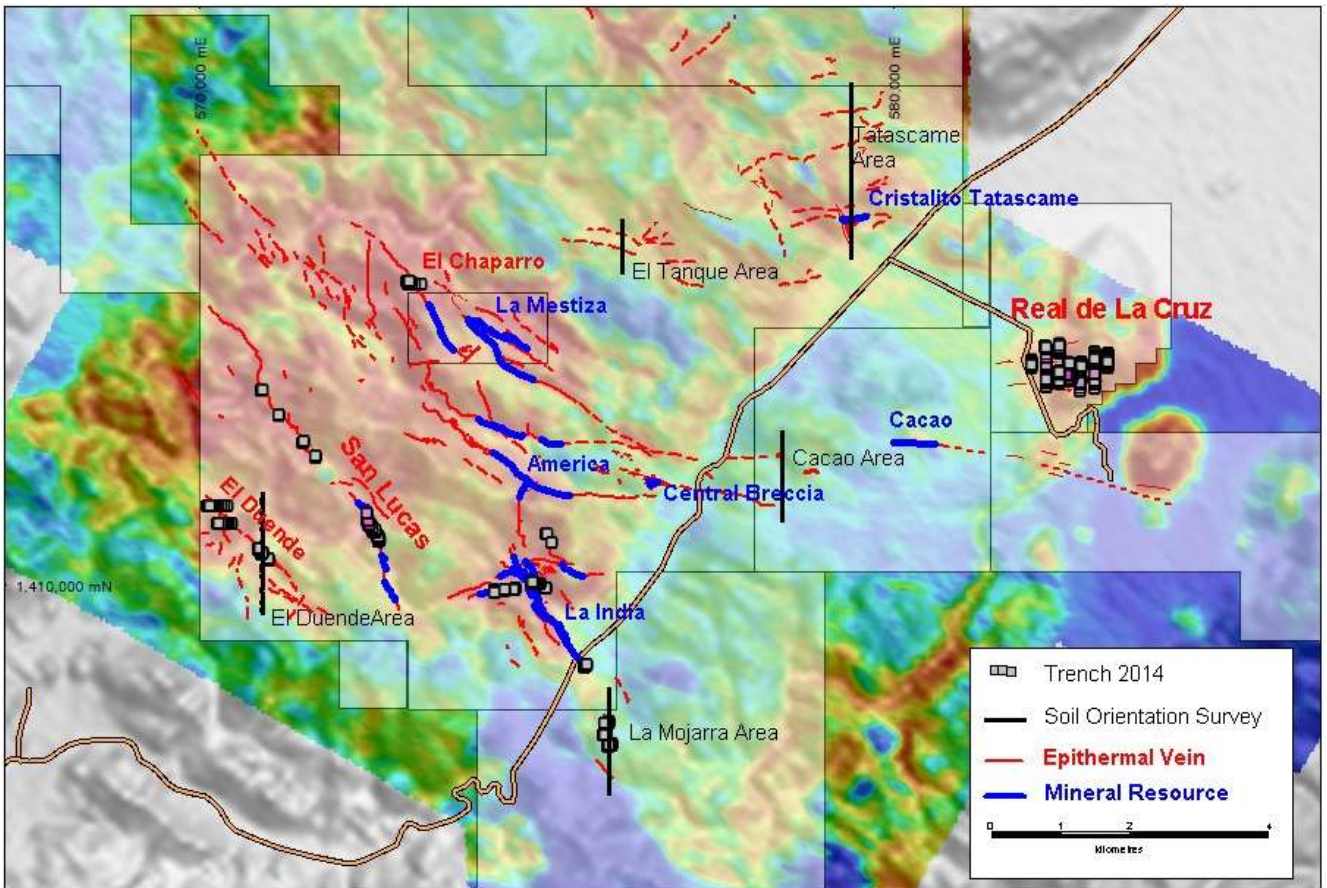 570,000 mE
580,000 mE
Tatascame
Area
Cristalito Tatascame
El Chaparro
El Tanque Area
La Mestiza
Real de La Cruz
San Lucas
America
Cacao
Cacao Area
Central Breccia
El Duende
1,410,000 mN
El DuendeArea
La India
La Mojarra Area
Trench 2014
Soil Orientation Survey
Epithermal Vein
Mineral Resource
0 1 2 4
kilometres